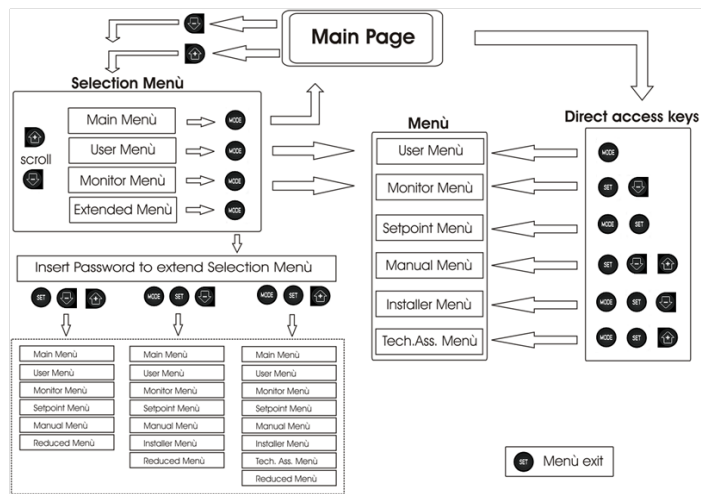 Main Page
Selection Menù
Main Menù
MODE
scroll
User Menù
MODE
Monitor Menù
MODE
Extended Menù
MODE
Insert Password to extend Selection Menù
SET
MODE SET
MODE SET
Main Menù
User Menù
Monitor Menù
Setpoint Menù
Manual Menù
Reduced Menù
Main Menù
User Menù
Monitor Menù
Setpoint Menù
Manual Menù
Installer Menù
Reduced Menù
Main Menù
User Menù
Monitor Menù
Setpoint Menù
Manual Menù
Installer Menù
Tech. Ass. Menù
Reduced Menù
Menù
User Menù
Monitor Menù
Setpoint Menù
Manual Menù
Installer Menù
Tech.Ass. Menù
Direct access keys
MODE
SET
MODE SET
SET
MODE SET
MODE SET
SET Menù exit